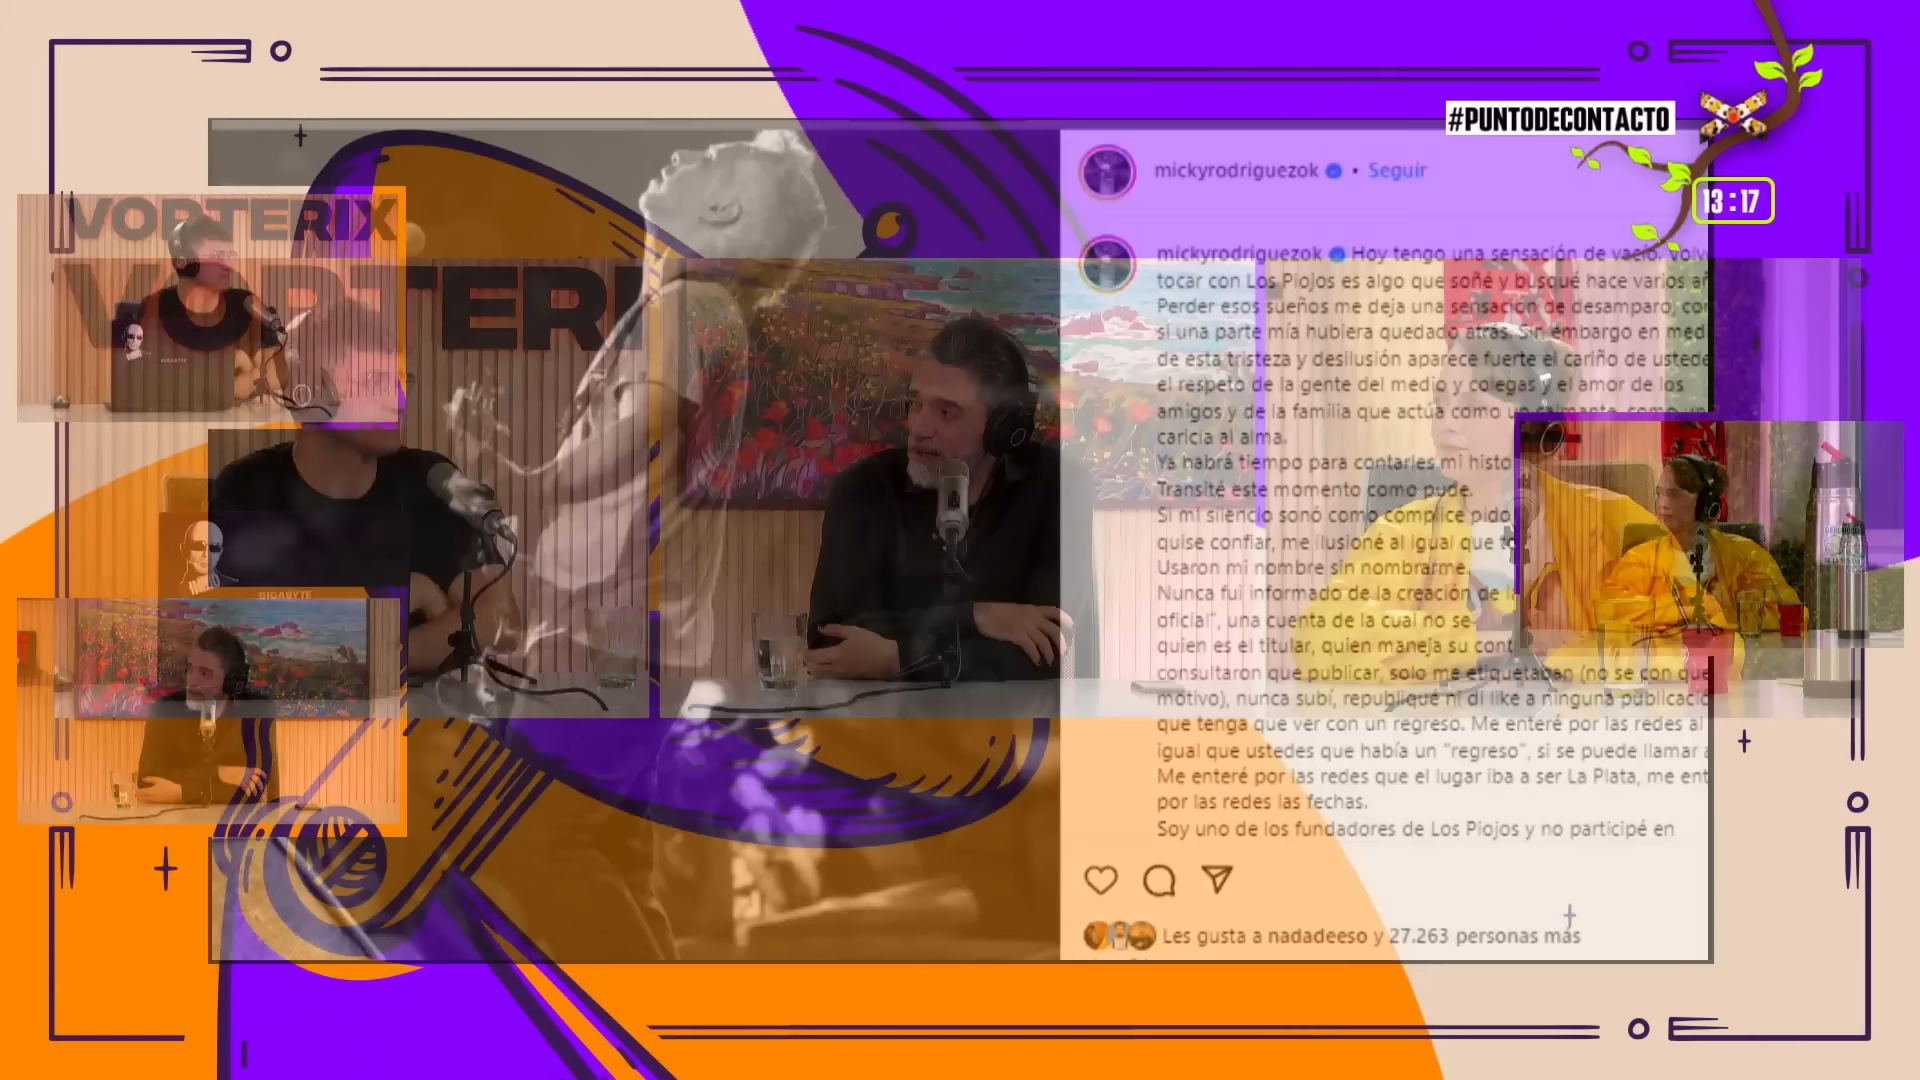 #PUNTODECONTACTO
13:17
VORTERIX
VORTERI
GIGABYTE
mickyrodriguezok • Seguir
mickyrodriguezok Hoy tengo una sensación de vacío. Volv
tocar con Los Piojos es algo que soñé y busqué hace varios añ
Perder esos sueños me deja una sensación de desamparo, con
si una parte mía hubiera quedado atrás. Sin embargo en med
de esta tristeza y desilusión aparece fuerte el cariño de ustede
el respeto de la gente del medio y colegas y el amor de los
amigos y de la familia que actúa como un calmante, como un
caricia al alma.
Ya habrá tiempo para contarles mi histo
Transité este momento como pude.
Si mi silencio sonó como cómplice pido
quise confiar, me ilusioné al igual que t
Usaron mi nombre sin nombrarme.
Nunca fui informado de la creación de l
oficial", una cuenta de la cual no se
quien es el titular, quien maneja su cont
consultaron que publicar, solo me etiquetaban (no se con que
motivo), nunca subí, republiqué ni di like a ninguna publicació
que tenga que ver con un regreso. Me enteré por las redes al
igual que ustedes que había un "regreso", si se puede llamar a
Me enteré por las redes que el lugar iba a ser La Plata, me ent
por las redes las fechas.
Soy uno de los fundadores de Los Piojos y no participé en
Les gusta a nadadeeso y 27.263 personas más